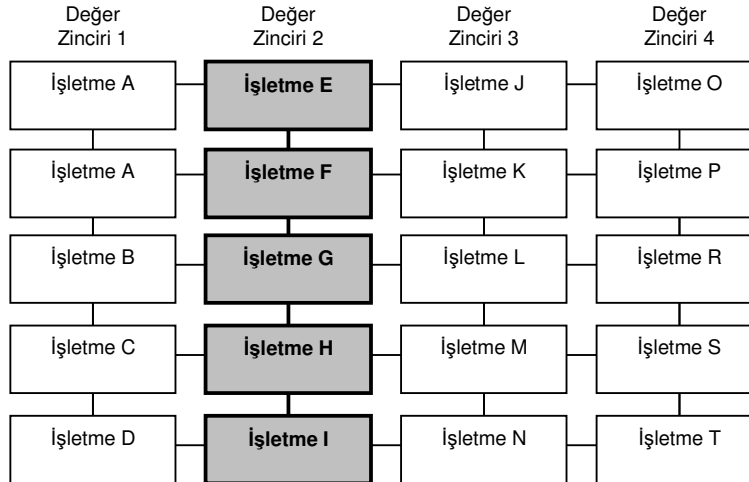 Değer
Zinciri 1
Değer
Zinciri 2
Değer
Zinciri 3
Değer
Zinciri 4
İşletme A
İşletme E
İşletme J
İşletme O
İşletme A
İşletme F
İşletme K
İşletme P
İşletme B
İşletme G
İşletme L
İşletme R
İşletme C
İşletme H
İşletme M
İşletme S
İşletme D
İşletme I
İşletme N
İşletme T